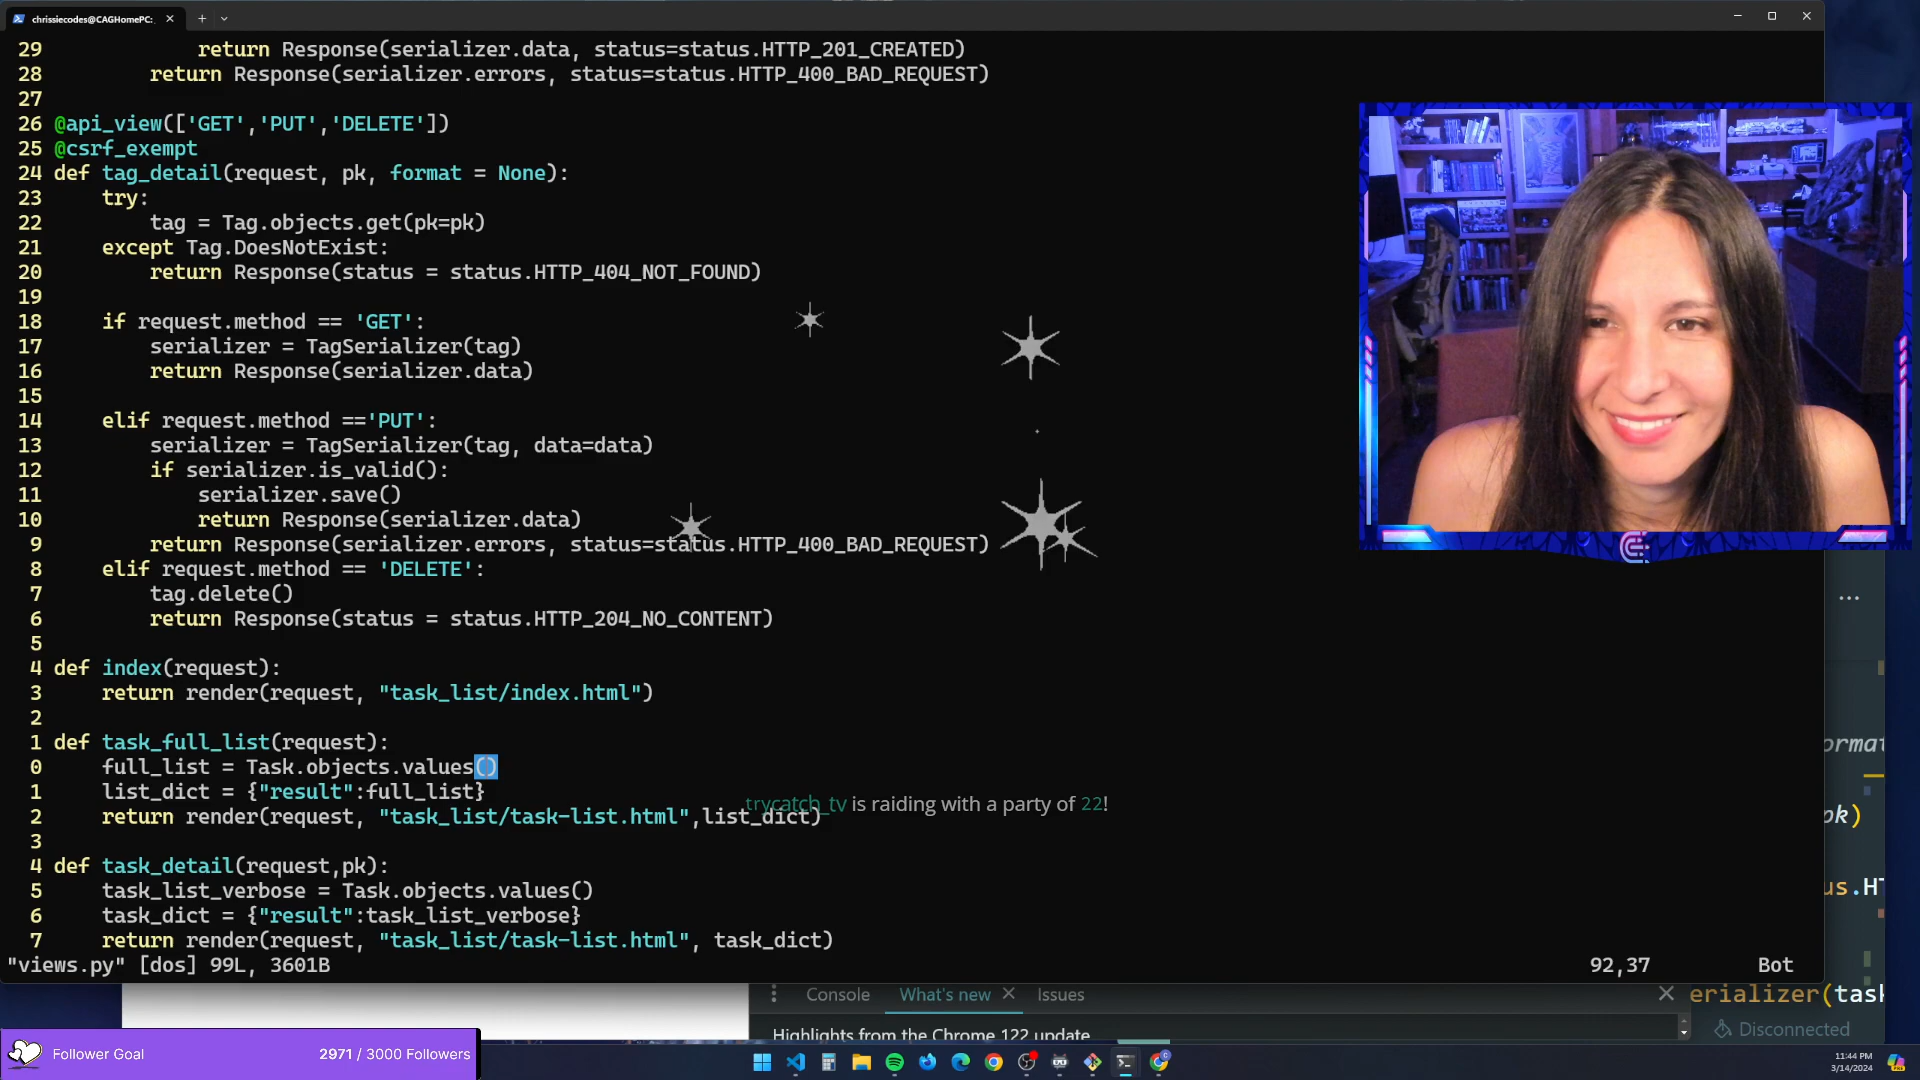 chrissiecodes@CAGHomePC:
29 return Response(serializer.data, status=status.HTTP_201_CREATED)
28 return Response(serializer.errors, status=status.HTTP_400_BAD_REQUEST)
27
26 @api_view(['GET','PUT','DELETE'])
25 @csrf_exempt
24 def tag_detail(request, pk, format = None):
23 try:
22 tag = Tag.objects.get(pk=pk)
21 except Tag.DoesNotExist:
20 return Response(status = status.HTTP_404_NOT_FOUND)
19
18 if request.method == 'GET':
17 serializer = TagSerializer(tag)
16 return Response(serializer.data)
15
14 elif request.method =='PUT':
13 serializer = TagSerializer(tag, data=data)
12 if serializer.is_valid():
11 serializer.save()
10 return Response(serializer.data)
9 return Response(serializer.errors, status=status.HTTP_400_BAD_REQUEST)
8 elif request.method == 'DELETE':
7 tag.delete()
6 return Response(status = status.HTTP_204_NO_CONTENT)
5
4 def index(request):
3 return render(request, "task_list/index.html")
2
1 def task_full_list(request):
0 full_list = Task.objects.values()
1 list_dict = {"result":full_list}
trycatch_tv is raiding with a party of 22!
2 return render(request, "task_list/task-list.html",list_dict)
3
4 def task_detail(request,pk):
5 task_list_verbose = Task.objects.values()
6 task_dict = {"result":task_list_verbose}
7 return render(request, "task_list/task-list.html", task_dict)
"views.py" [dos] 99L, 3601B 92,37 Bot
ormat
pk)
us.HT
Console What's new Issues
erializer(task
Highlights from the Chrome 122 update
Disconnected
Follower Goal 2971 / 3000 Followers
11:44 PM
3/14/2024